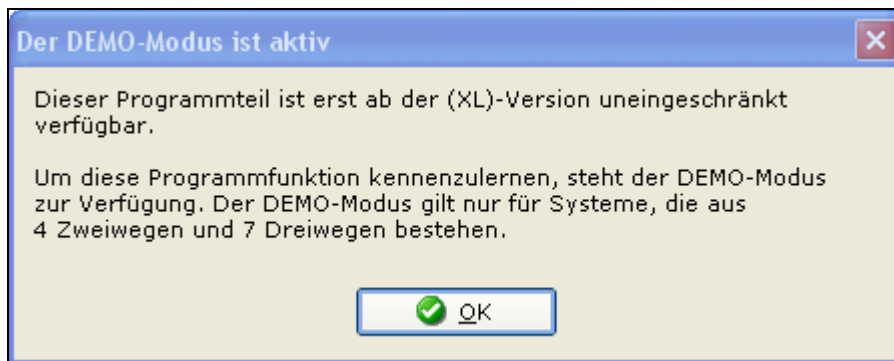 Der DEMO-Modus ist aktiv
Dieser Programmteil ist erst ab der (XL)-Version uneingeschränkt
verfügbar.
Um diese Programmfunktion kennenzulernen, steht der DEMO-Modus
zur Verfügung. Der DEMO-Modus gilt nur für Systeme, die aus
4 Zweiwegen und 7 Dreiwegen bestehen.
OK